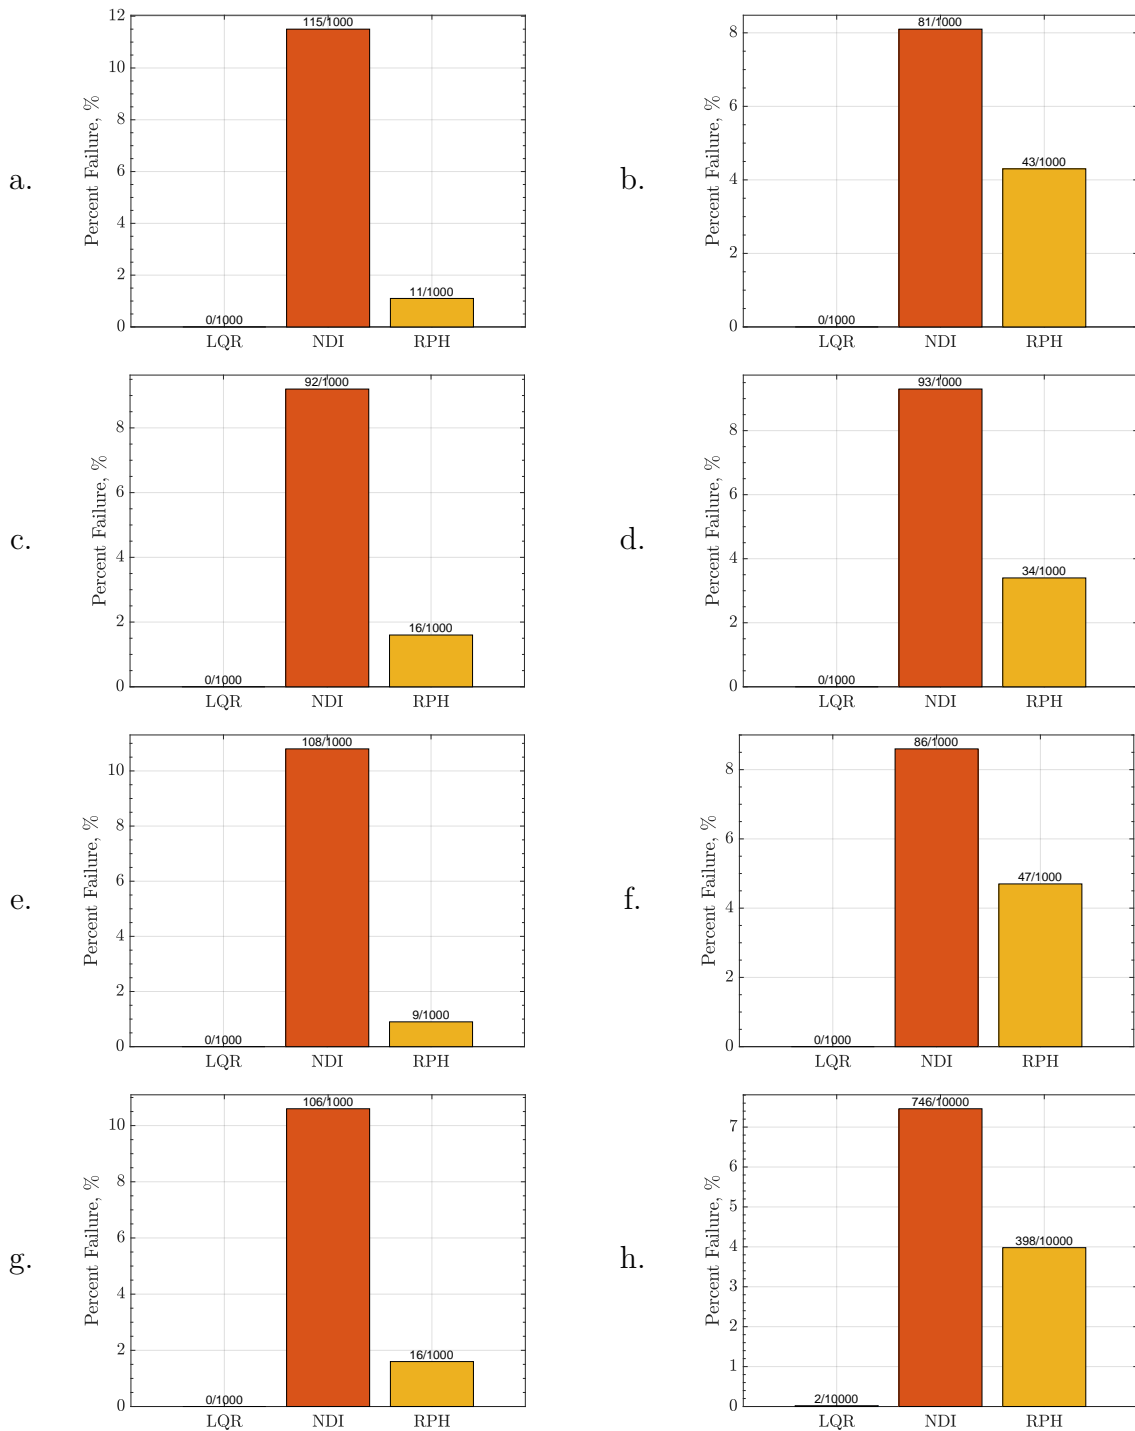 a.
Percent Failure, %
12
10
8
6
4
2
0
0/1000
115/1000
11/1000
LQR NDI RPH
b.
Percent Failure, %
8
6
4
2
0
0/1000
81/1000
43/1000
LQR NDI RPH
c.
Percent Failure, %
8
6
4
2
0
0/1000
92/1000
16/1000
LQR NDI RPH
d.
Percent Failure, %
8
6
4
2
0
0/1000
93/1000
34/1000
LQR NDI RPH
e.
Percent Failure, %
10
8
6
4
2
0
0/1000
108/1000
9/1000
LQR NDI RPH
f.
Percent Failure, %
8
6
4
2
0
0/1000
86/1000
47/1000
LQR NDI RPH
g.
Percent Failure, %
10
8
6
4
2
0
0/1000
106/1000
16/1000
LQR NDI RPH
h.
Percent Failure, %
7
6
5
4
3
2
1
0
2/10000
746/10000
398/10000
LQR NDI RPH